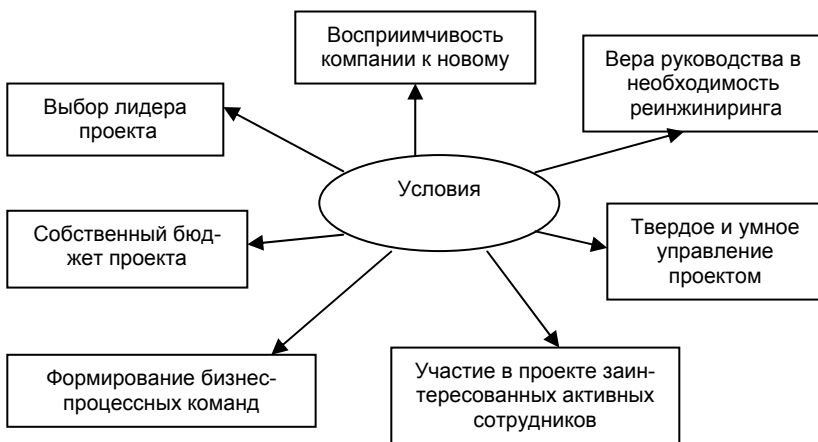 Восприимчивость
компании к новому
Вера руководства в
необходимость
реинжиниринга
Выбор лидера
проекта
Условия
Собственный бюд-
жет проекта
Твердое и умное
управление
проектом
Формирование бизнес-
процессных команд
Участие в проекте заин-
тересованных активных
сотрудников